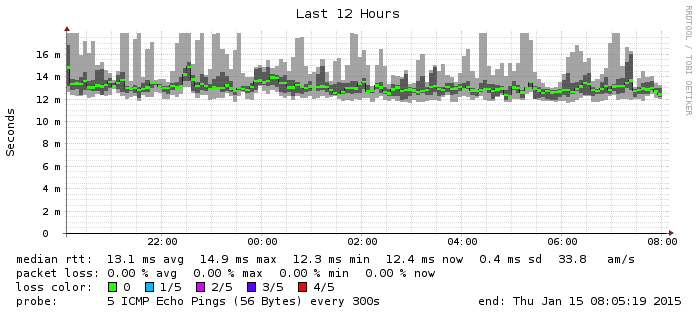 Last 12 Hours
RRDTOOL / TOBI OETIKER
Seconds
16 m
14 m
12 m
10 m
8 m
6 m
4 m
2 m
0
22:00 00:00 02:00 04:00 06:00 08:00
median rtt: 13.1 ms avg 14.9 ms max 12.3 ms min 12.4 ms now 0.4 ms sd 33.8 am/s
packet loss: 0.00 % avg 0.00 % max 0.00 % min 0.00 % now
loss color: 0 1/5 2/5 3/5 4/5
probe: 5 ICMP Echo Pings (56 Bytes) every 300s end: Thu Jan 15 08:05:19 2015